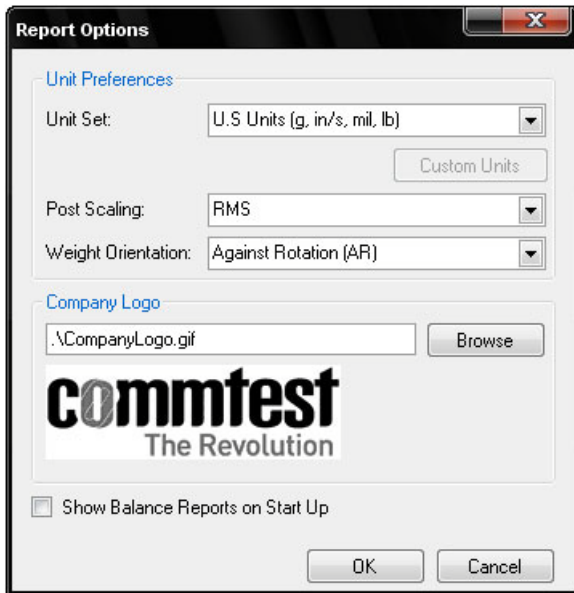 Report Options
Unit Preferences
Unit Set: U.S Units (g, in/s, mil, lb)
Custom Units
Post Scaling: RMS
Weight Orientation: Against Rotation (AR)
Company Logo
.\CompanyLogo.gif Browse
commtest
The Revolution
Show Balance Reports on Start Up
OK Cancel